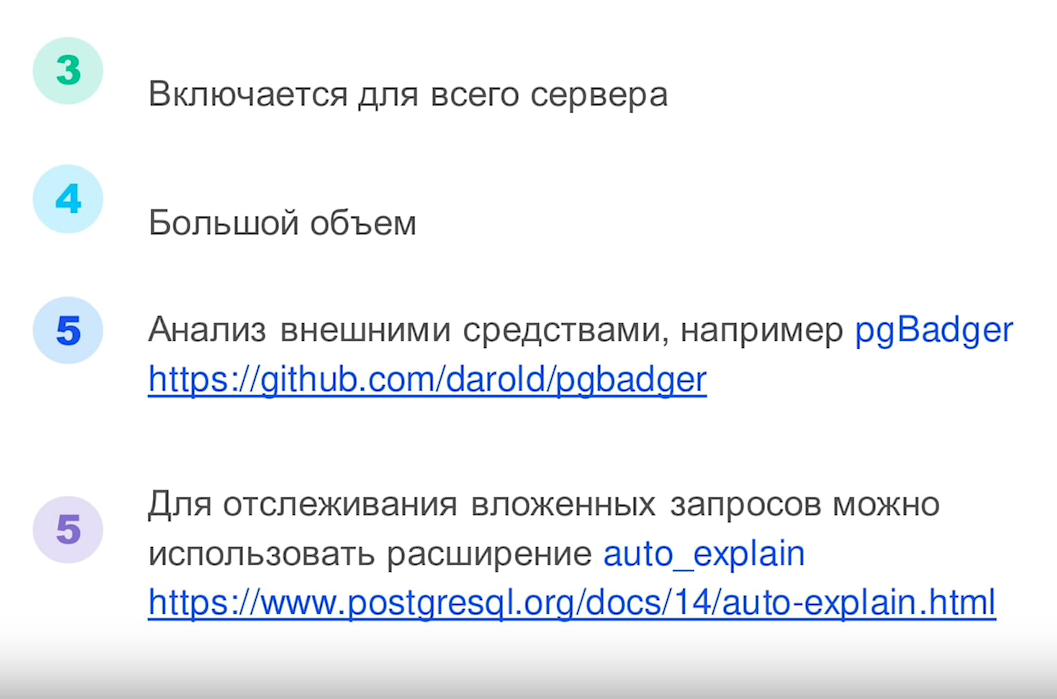 3
Включается для всего сервера
4
Большой объем
5
Анализ внешними средствами, например pgBadger
https://github.com/darold/pgbadger
5
Для отслеживания вложенных запросов можно
использовать расширение auto_explain
https://www.postgresql.org/docs/14/auto-explain.html